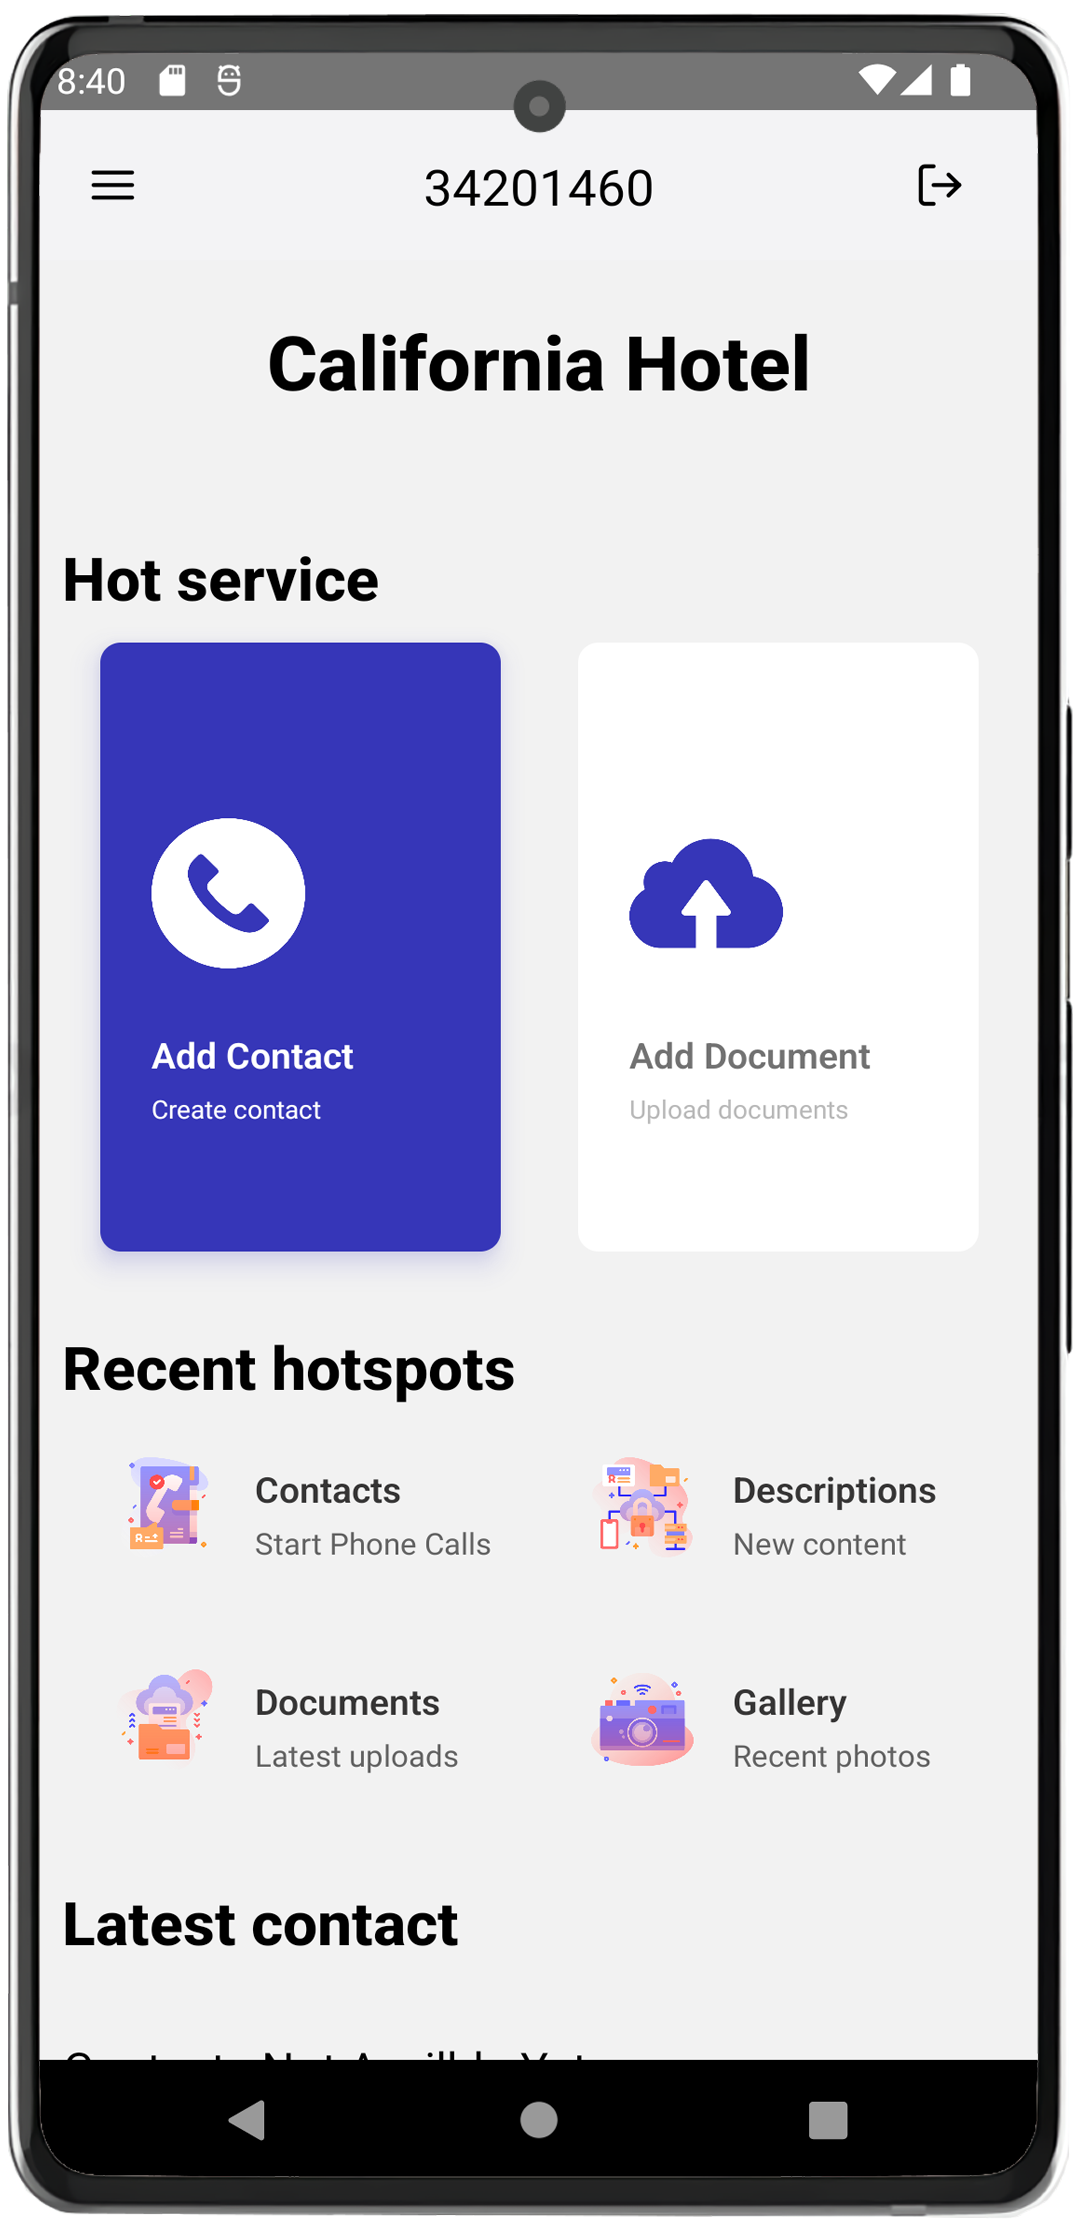 8:40
34201460
California Hotel
Hot service
Add Contact
Create contact
Add Document
Upload documents
Recent hotspots
Contacts
Start Phone Calls
Descriptions
New content
Documents
Latest uploads
Gallery
Recent photos
Latest contact